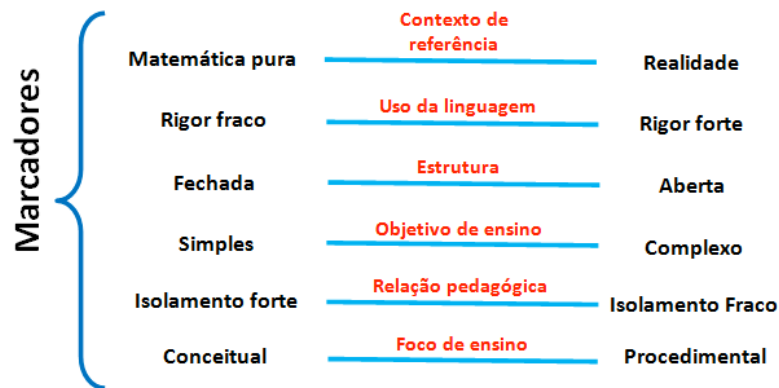 Marcadores
Contexto de
referência
Matemática pura
Realidade
Uso da linguagem
Rigor fraco
Rigor forte
Estrutura
Fechada
Aberta
Objetivo de ensino
Simples
Complexo
Relação pedagógica
Isolamento forte
Isolamento Fraco
Foco de ensino
Conceitual
Procedimental